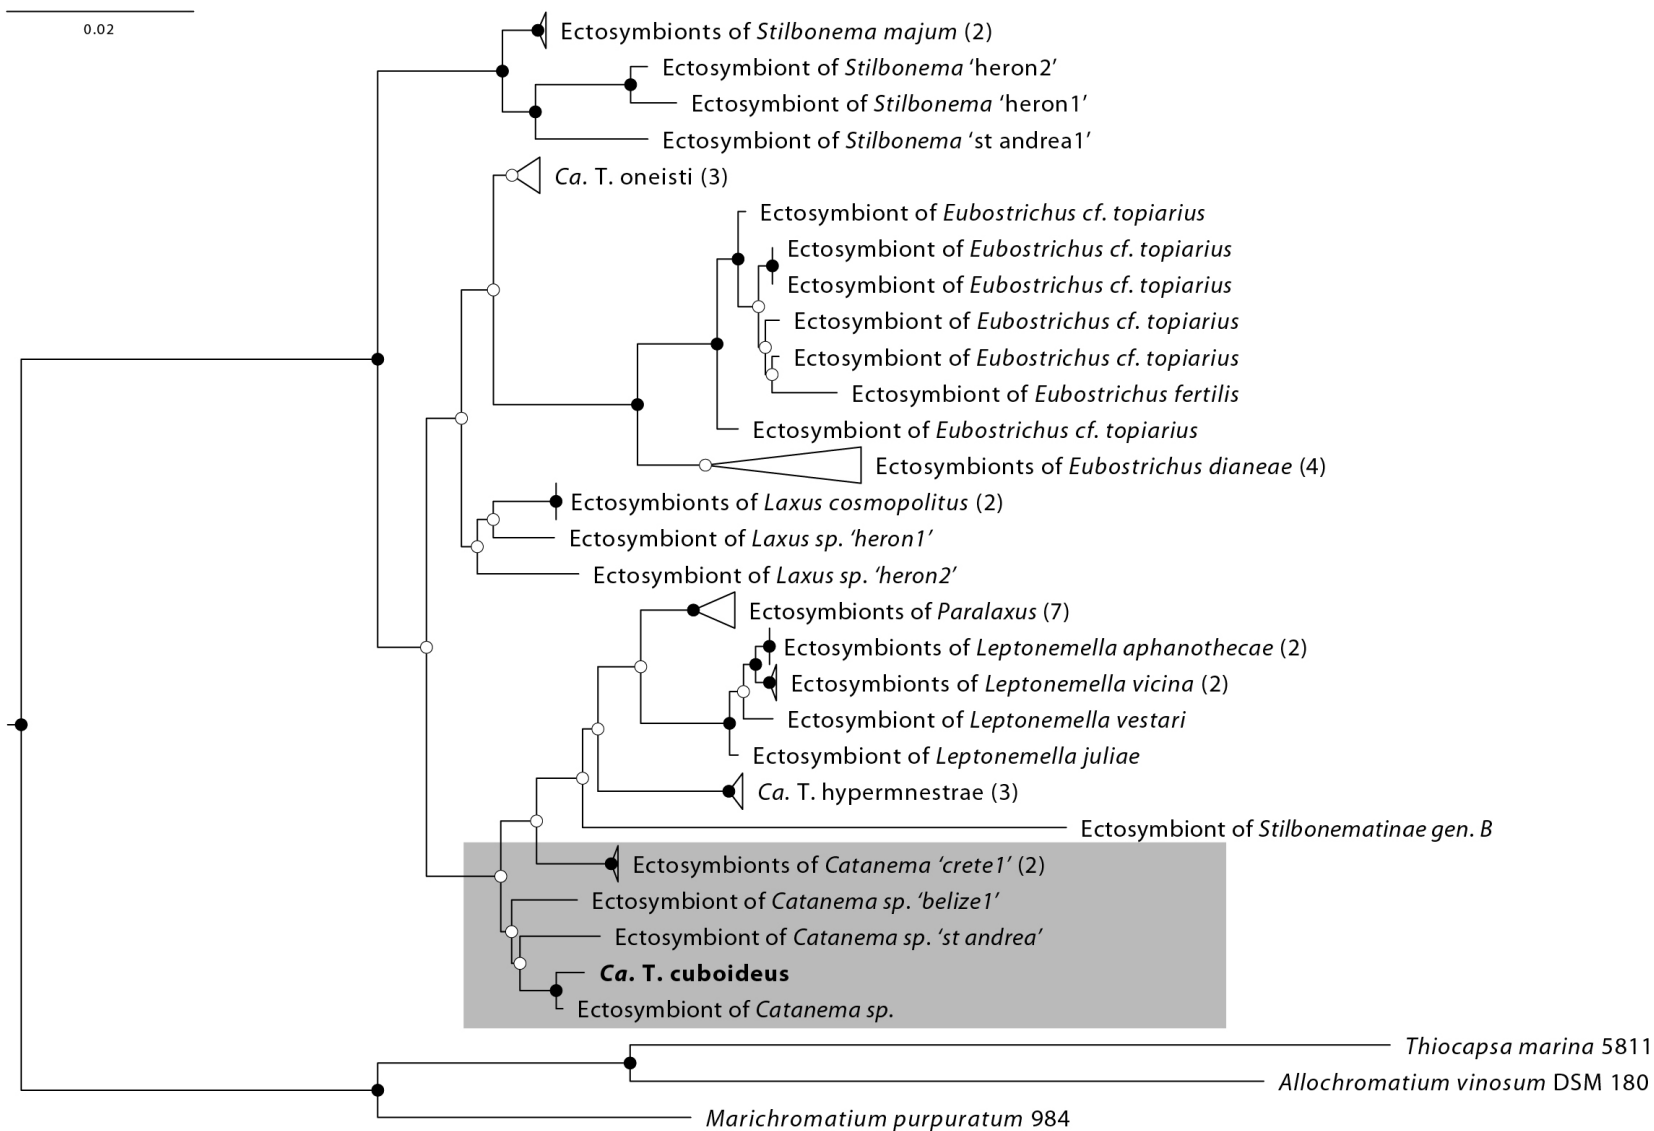 0.02
Ectosymbionts of Stilbonema majum (2)
Ectosymbiont of Stilbonema ‘heron2’
Ectosymbiont of Stilbonema ‘heron1’
Ectosymbiont of Stilbonema ‘st andrea1’
Ca. T. oneisti (3)
Ectosymbiont of Eubostrichus cf. topiarius
Ectosymbiont of Eubostrichus cf. topiarius
Ectosymbiont of Eubostrichus cf. topiarius
Ectosymbiont of Eubostrichus cf. topiarius
Ectosymbiont of Eubostrichus cf. topiarius
Ectosymbiont of Eubostrichus fertilis
Ectosymbiont of Eubostrichus cf. topiarius
Ectosymbionts of Eubostrichus dianeae (4)
Ectosymbionts of Laxus cosmopolitus (2)
Ectosymbiont of Laxus sp. ‘heron1’
Ectosymbiont of Laxus sp. ‘heron2’
Ectosymbionts of Paralaxus (7)
Ectosymbionts of Leptonemella aphanothecae (2)
Ectosymbionts of Leptonemella vicina (2)
Ectosymbiont of Leptonemella vestari
Ectosymbiont of Leptonemella juliae
Ca. T. hypermnestrae (3)
Ectosymbiont of Stilbonematinae gen. B
Ectosymbionts of Catanema ‘crete1’ (2)
Ectosymbiont of Catanema sp. ‘belize1’
Ectosymbiont of Catanema sp. ‘st andrea’
Ca. T. cuboideus
Ectosymbiont of Catanema sp.
Thiocapsa marina 5811
Allochromatium vinosum DSM 180
Marichromatium purpuratum 984